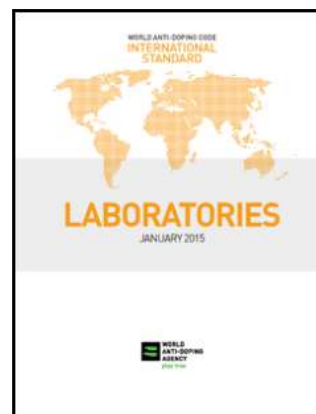 WORLD ANTI-DOPING CODE
INTERNATIONAL
STANDARD
LABORATORIES
JANUARY 2015
WORLD
ANTI-DOPING
AGENCY
play true